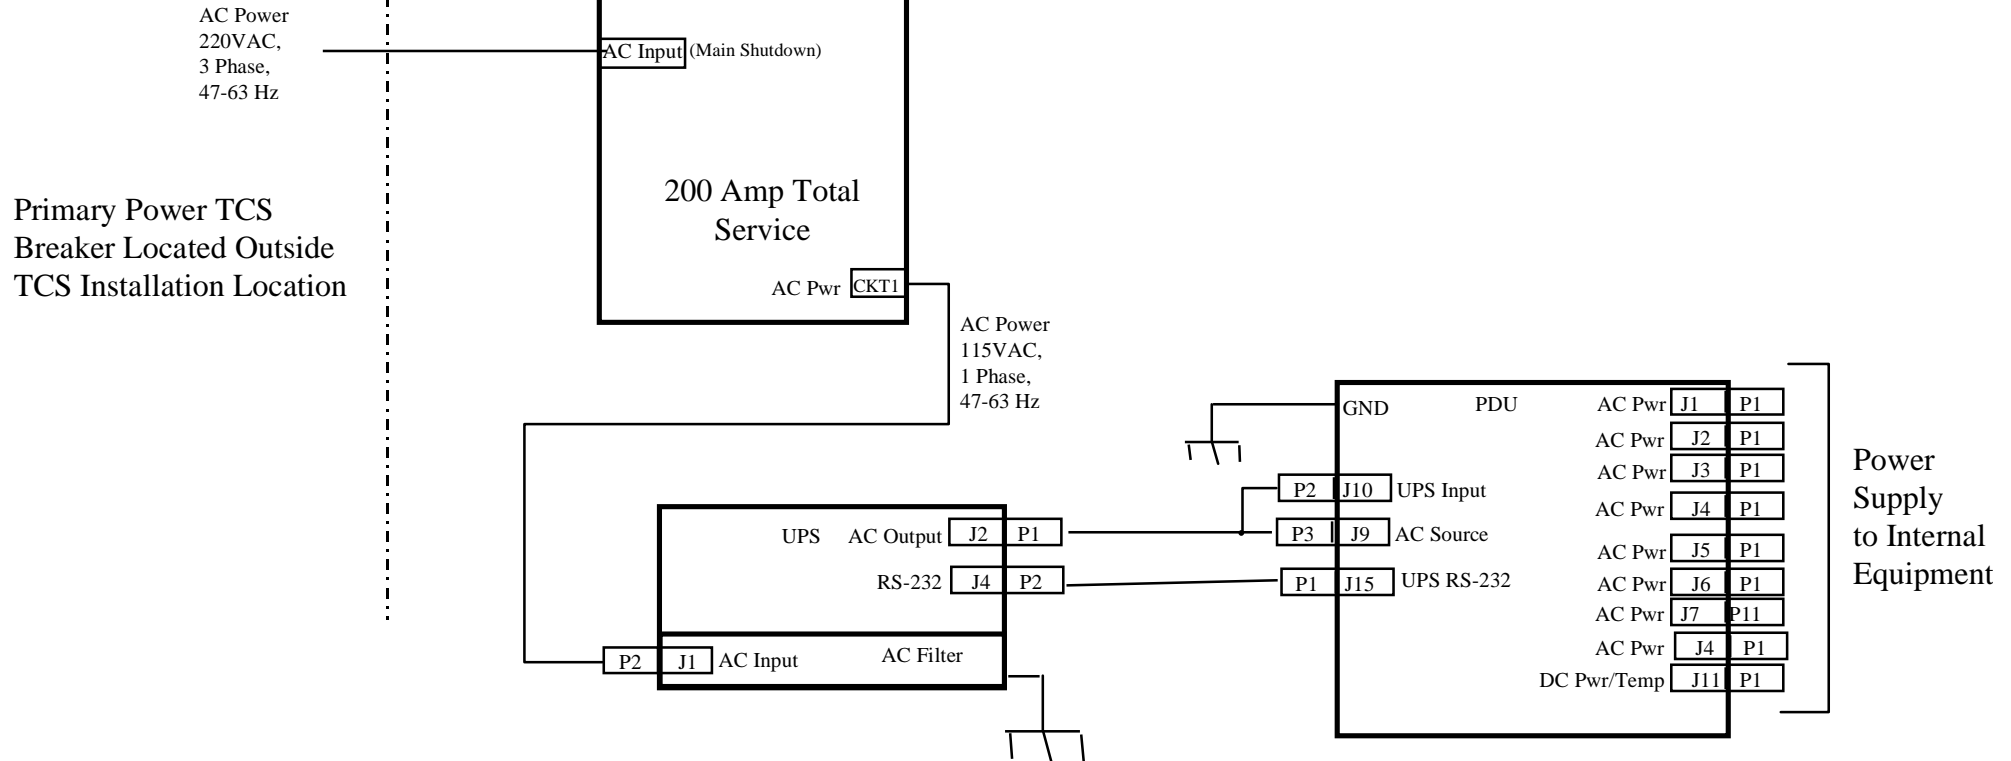 AC Power
220VAC,
3 Phase,
47-63 Hz
AC Input (Main Shutdown)
Primary Power TCS
Breaker Located Outside
TCS Installation Location
200 Amp Total
Service
AC Pwr CKT1
AC Power
115VAC,
1 Phase,
47-63 Hz
UPS AC Output J2 P1
RS-232 J4 P2
P2 J1 AC Input AC Filter
GND PDU
P2 J10 UPS Input
P3 J9 AC Source
P1 J15 UPS RS-232
AC Pwr J1 P1
AC Pwr J2 P1
AC Pwr J3 P1
AC Pwr J4 P1
AC Pwr J5 P1
AC Pwr J6 P1
AC Pwr J7 P11
AC Pwr J4 P1
DC Pwr/Temp J11 P1
Power
Supply
to Internal
Equipment